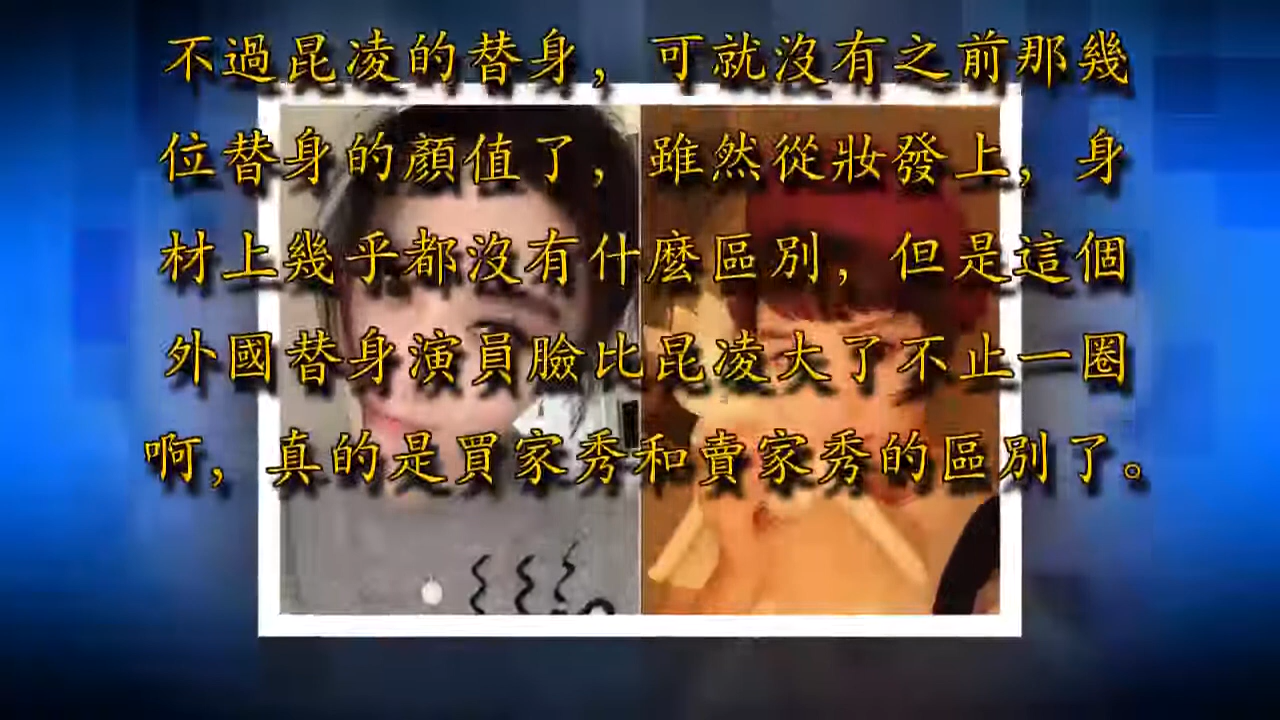 不過昆凌的替身，可就沒有之前那幾
位替身的顏值了，雖然從妝發上，身
材上幾乎都沒有什麼區別，但是這個
外國替身演員臉比昆凌大了不止一圈
啊，真的是買家秀和賣家秀的區別了。